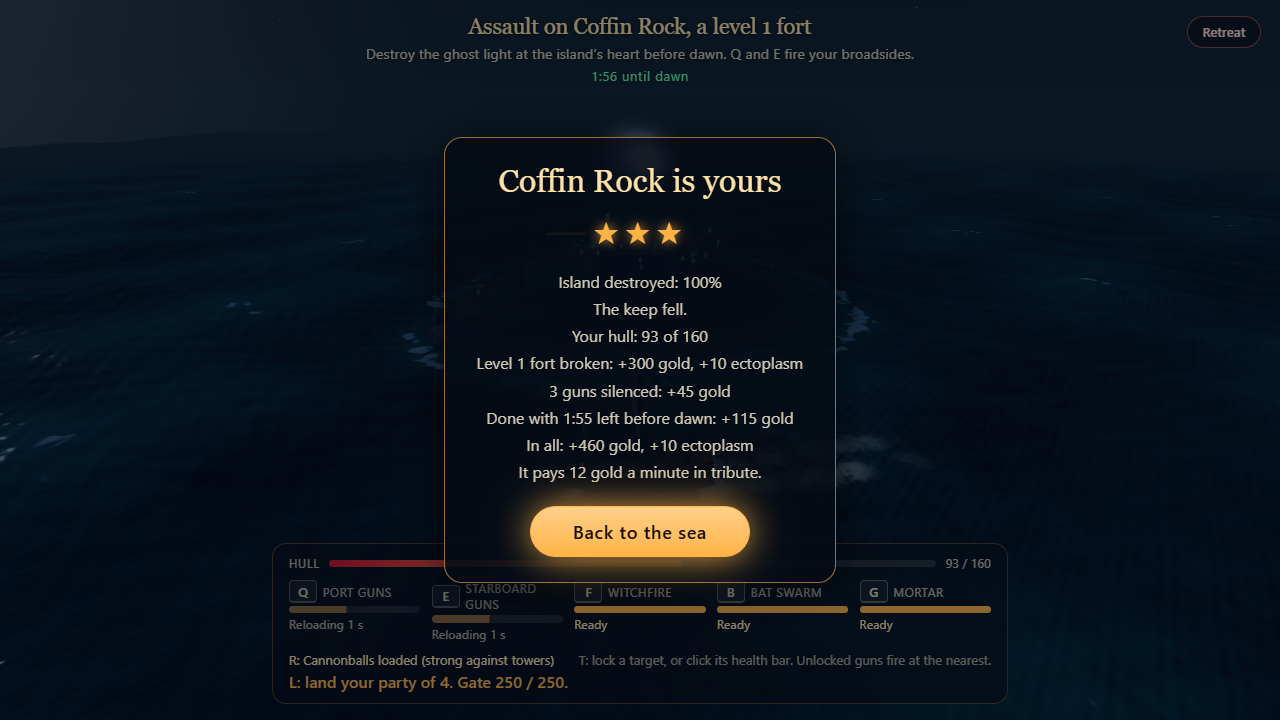 Assault on Coffin Rock, a level 1 fort
Destroy the ghost light at the island's heart before dawn. Q and E fire your broadsides.
1:56 until dawn
Retreat
Coffin Rock is yours
Island destroyed: 100%
The keep fell.
Your hull: 93 of 160
Level 1 fort broken: +300 gold, +10 ectoplasm
3 guns silenced: +45 gold
Done with 1:55 left before dawn: +115 gold
In all: +460 gold, +10 ectoplasm
It pays 12 gold a minute in tribute.
Back to the sea
HULL 93 / 160
Q PORT GUNS
Reloading 1 s
E STARBOARD GUNS
Reloading 1 s
F WITCHFIRE
Ready
B BAT SWARM
Ready
G MORTAR
Ready
R: Cannonballs loaded (strong against towers)
T: lock a target, or click its health bar. Unlocked guns fire at the nearest.
L: land your party of 4. Gate 250 / 250.